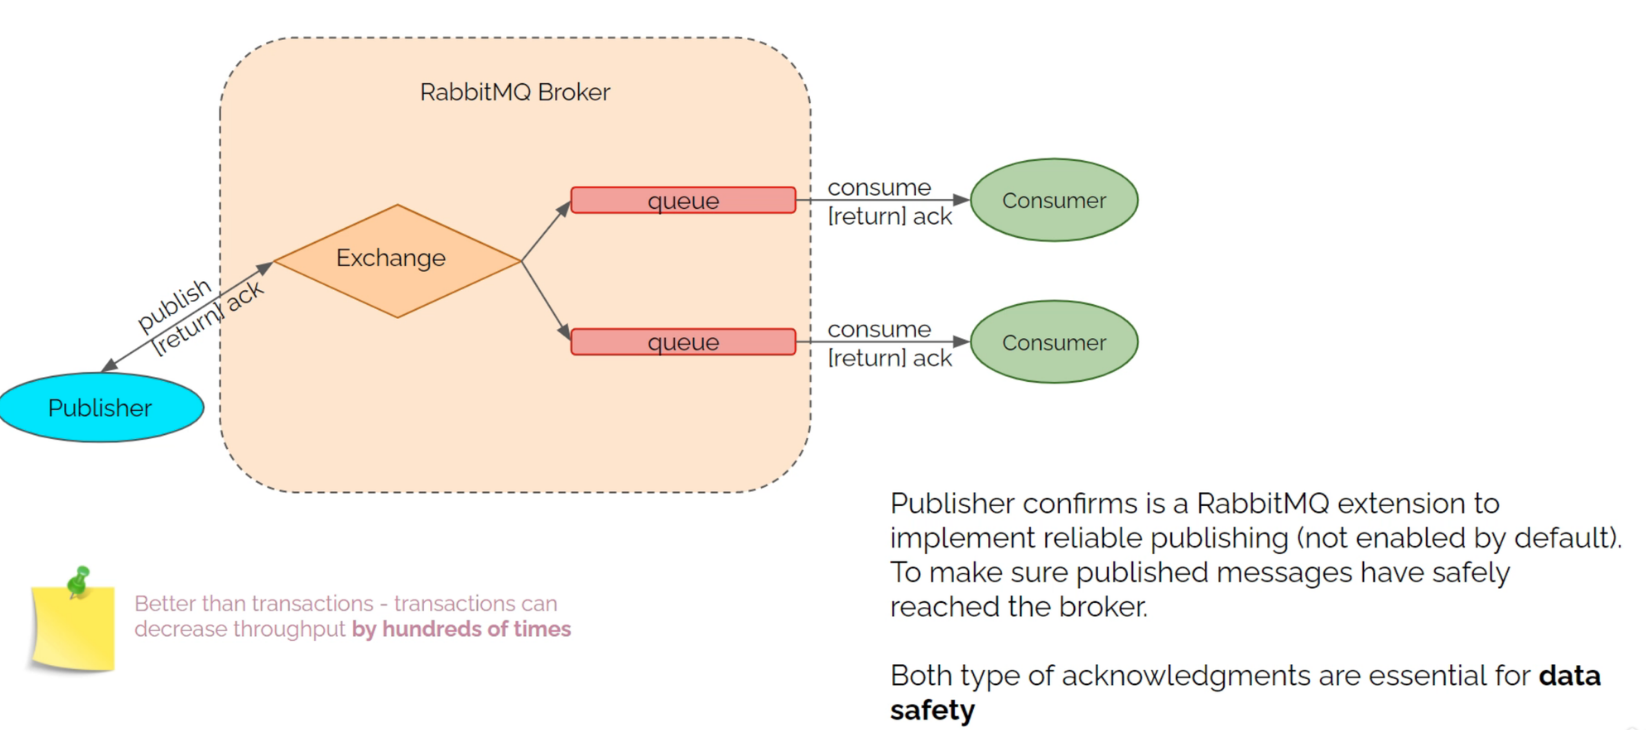 RabbitMQ Broker
Exchange
queue
queue
publish
[return] ack
Publisher
consume
[return] ack
Consumer
consume
[return] ack
Consumer
Publisher confirms is a RabbitMQ extension to
implement reliable publishing (not enabled by default).
To make sure published messages have safely
reached the broker.
Both type of acknowledgments are essential for data
safety
Better than transactions - transactions can
decrease throughput by hundreds of times